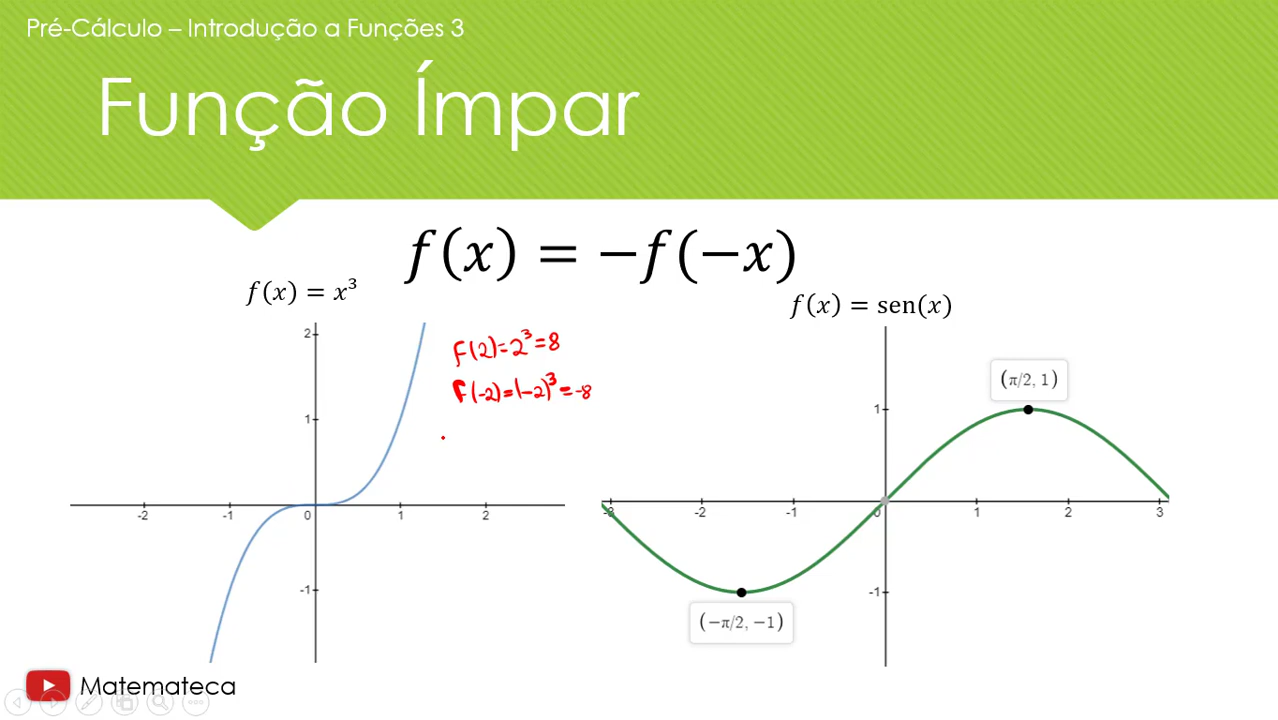 Pré-Cálculo – Introdução a Funções 3
Função Ímpar
f(x) = −f(−x)
f(x) = x³
f(x) = sen(x)
f(2)=2³=8
f(-2)=(-2)³=-8
2
1
-2 -1 0 1 2
-1
(π/2, 1)
1
-3 -2 -1 0 1 2 3
-1
(−π/2, −1)
Matemateca